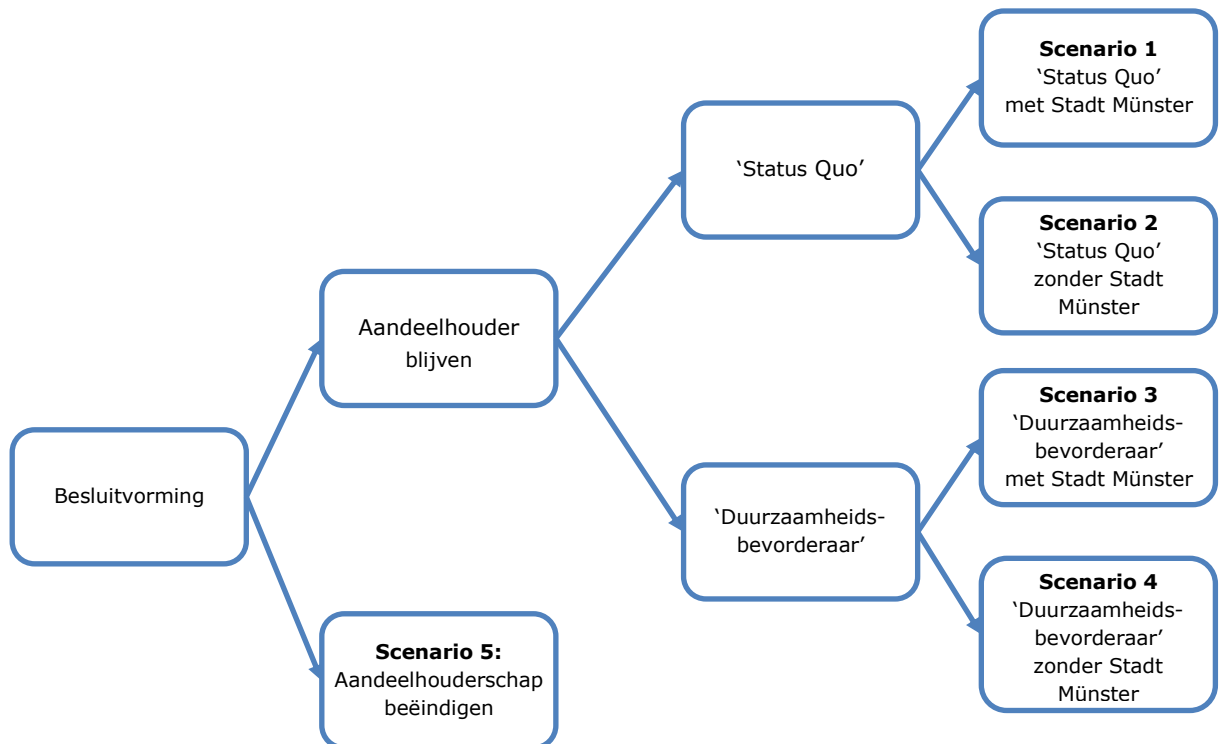 Besluitvorming
Aandeelhouder
blijven
Scenario 5:
Aandeelhouderschap
beëindigen
‘Status Quo’
‘Duurzaamheids-
bevorderaar’
Scenario 1
‘Status Quo’
met Stadt Münster
Scenario 2
‘Status Quo’
zonder Stadt
Münster
Scenario 3
‘Duurzaamheids-
bevorderaar’
met Stadt Münster
Scenario 4
‘Duurzaamheids-
bevorderaar’
zonder Stadt
Münster